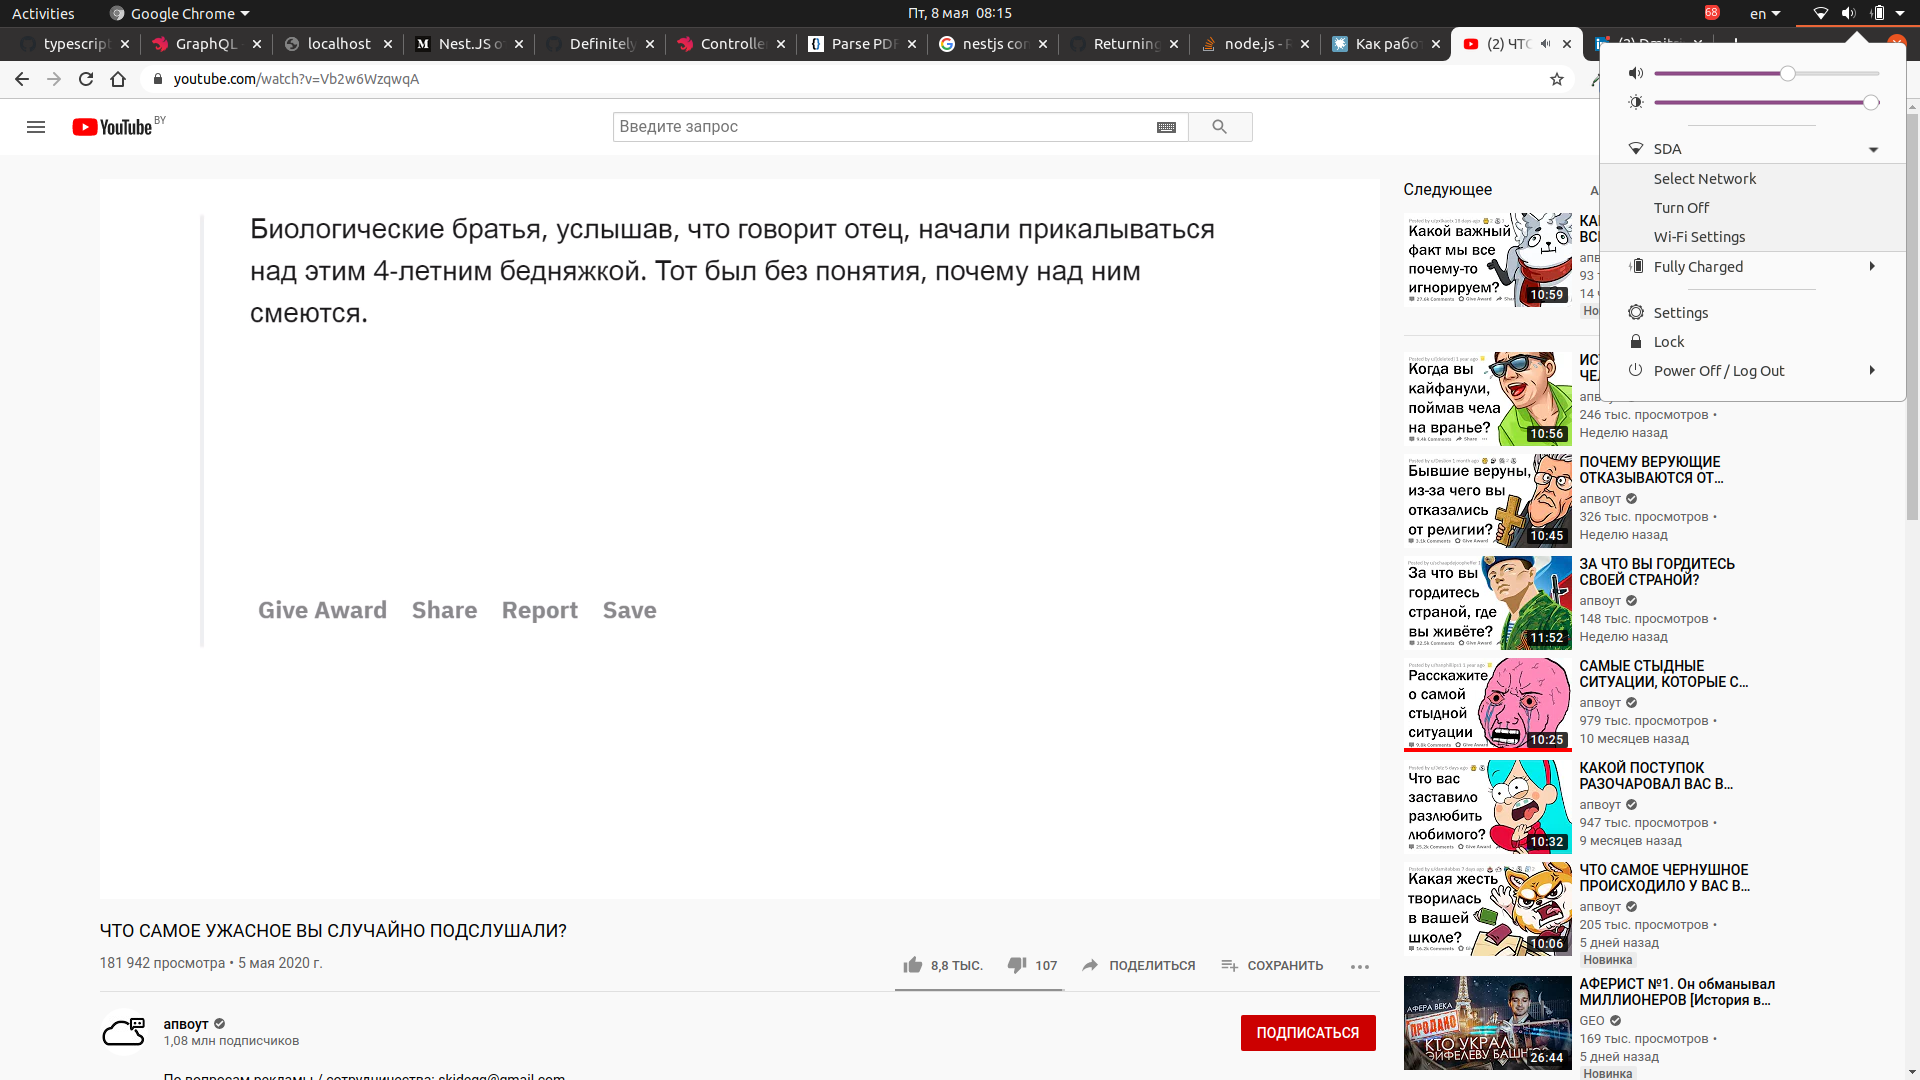 Activities
Google Chrome
Пт, 8 мая 08:15
68
en
typescript
GraphQL
localhost
Nest.JS о
Definitely
Controlle
Parse PDF
nestjs con
Returning
node.js - P
Как работ
(2) ЧТО
youtube.com/watch?v=Vb2w6WzqwqA
YouTube BY
Введите запрос
SDA
Select Network
Turn Off
Wi-Fi Settings
Fully Charged
Settings
Lock
Power Off / Log Out
Биологические братья, услышав, что говорит отец, начали прикалываться
над этим 4-летним бедняжкой. Тот был без понятия, почему над ним
смеются.
Give Award Share Report Save
ЧТО САМОЕ УЖАСНОЕ ВЫ СЛУЧАЙНО ПОДСЛУШАЛИ?
181 942 просмотра • 5 мая 2020 г.
8,8 ТЫС.
107
ПОДЕЛИТЬСЯ
СОХРАНИТЬ
апвоут
1,08 млн подписчиков
ПОДПИСАТЬСЯ
По вопросам рекламы / сотрудничества: skidegg@gmail.com
Следующее
Какой важный
факт мы все
почему-то
игнорируем?
10:59
Когда вы
кайфанули,
поймав чела
на вранье?
10:56
246 тыс. просмотров •
Неделю назад
Бывшие веруны,
из-за чего вы
отказались
от религии?
10:45
ПОЧЕМУ ВЕРУЮЩИЕ
ОТКАЗЫВАЮТСЯ ОТ...
апвоут
326 тыс. просмотров •
Неделю назад
За что вы
гордитесь
страной, где
вы живёте?
11:52
ЗА ЧТО ВЫ ГОРДИТЕСЬ
СВОЕЙ СТРАНОЙ?
апвоут
148 тыс. просмотров •
Неделю назад
Расскажите
о самой
стыдной
ситуации
10:25
САМЫЕ СТЫДНЫЕ
СИТУАЦИИ, КОТОРЫЕ С...
апвоут
979 тыс. просмотров •
10 месяцев назад
Что вас
заставило
разлюбить
любимого?
10:32
КАКОЙ ПОСТУПОК
РАЗОЧАРОВАЛ ВАС В...
апвоут
947 тыс. просмотров •
9 месяцев назад
Какая жесть
творилась
в вашей
школе?
10:06
ЧТО САМОЕ ЧЕРНУШНОЕ
ПРОИСХОДИЛО У ВАС В...
апвоут
205 тыс. просмотров •
5 дней назад
Новинка
АФЕРА ВЕКА
ПРОДАНО
КТО УКРАЛ
ЭЙФЕЛЕВУ БАШНЮ
26:44
АФЕРИСТ №1. Он обманывал
МИЛЛИОНЕРОВ [История в...
GEO
169 тыс. просмотров •
5 дней назад
Новинка